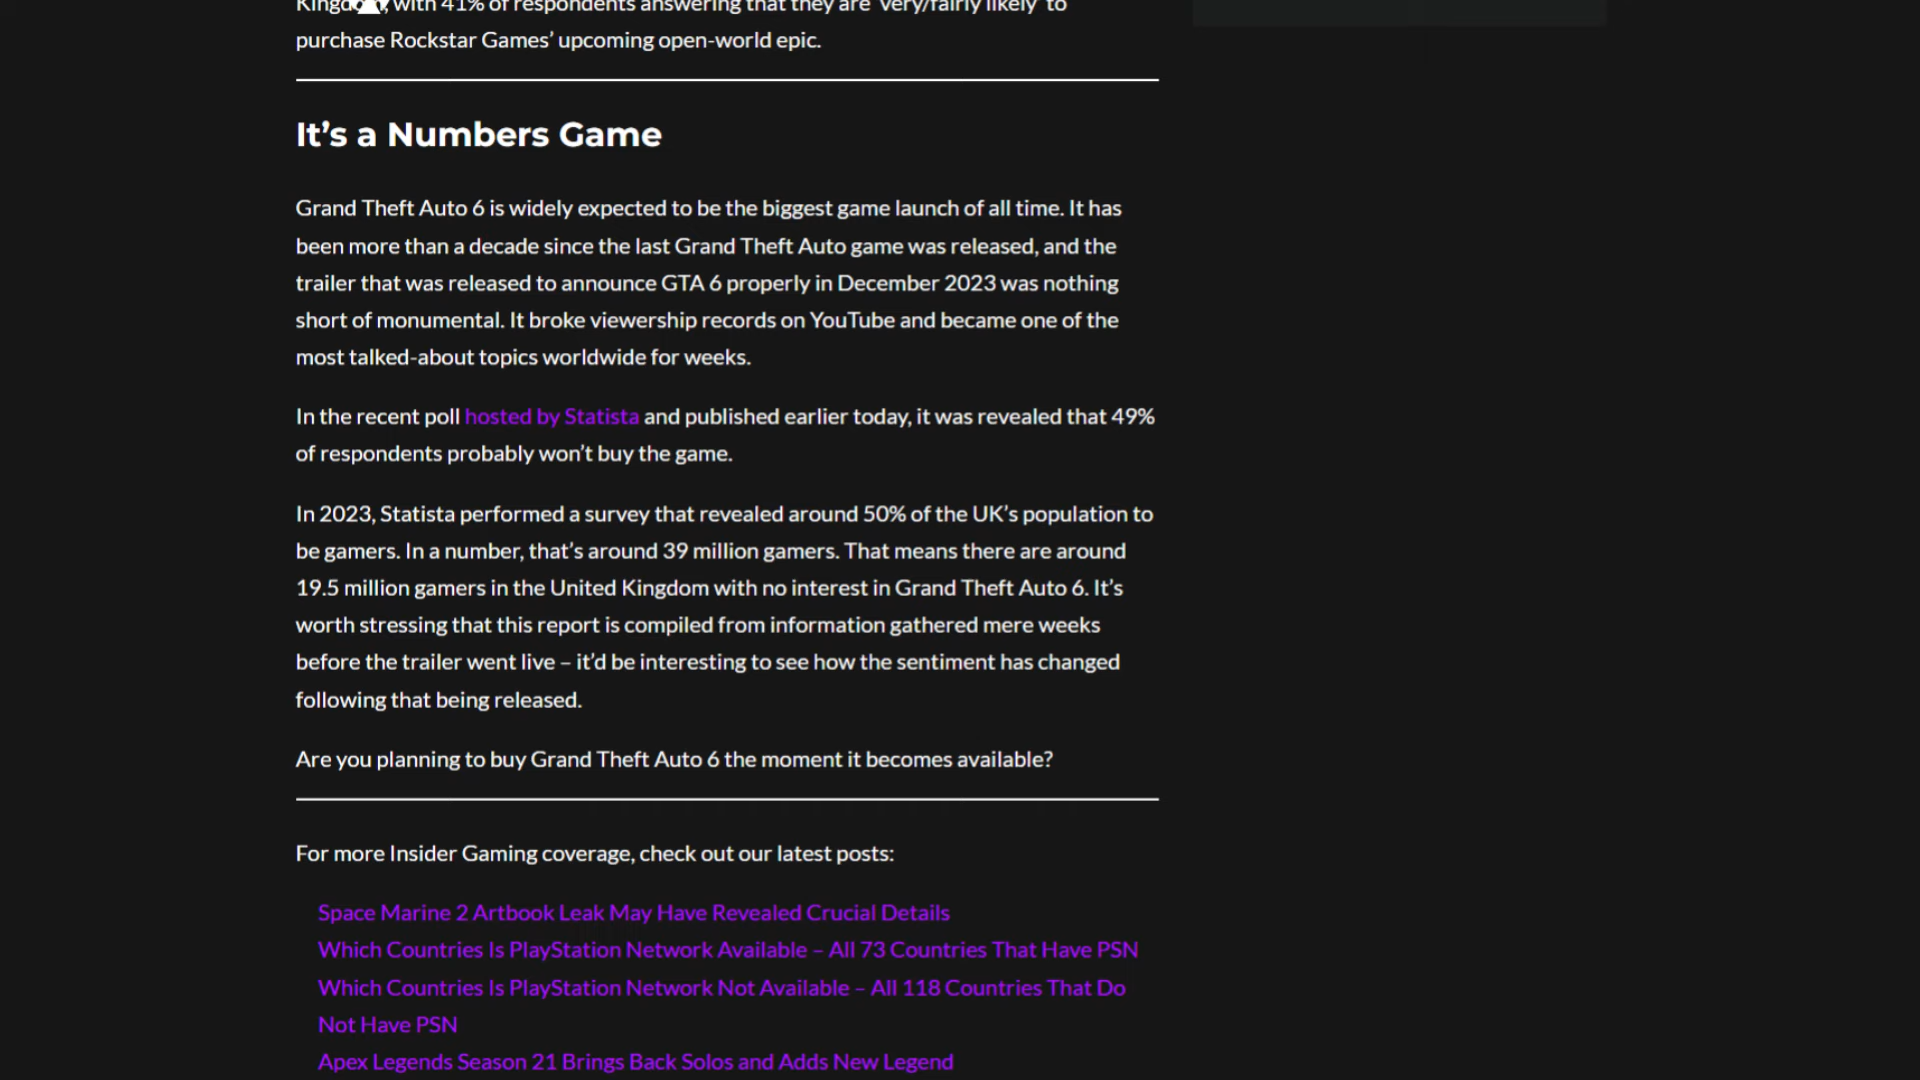 Kingdom, with 41% of respondents answering that they are ‘very/fairly likely’ to
purchase Rockstar Games’ upcoming open-world epic.
It’s a Numbers Game
Grand Theft Auto 6 is widely expected to be the biggest game launch of all time. It has
been more than a decade since the last Grand Theft Auto game was released, and the
trailer that was released to announce GTA 6 properly in December 2023 was nothing
short of monumental. It broke viewership records on YouTube and became one of the
most talked-about topics worldwide for weeks.
In the recent poll hosted by Statista and published earlier today, it was revealed that 49%
of respondents probably won’t buy the game.
In 2023, Statista performed a survey that revealed around 50% of the UK’s population to
be gamers. In a number, that’s around 39 million gamers. That means there are around
19.5 million gamers in the United Kingdom with no interest in Grand Theft Auto 6. It’s
worth stressing that this report is compiled from information gathered mere weeks
before the trailer went live – it’d be interesting to see how the sentiment has changed
following that being released.
Are you planning to buy Grand Theft Auto 6 the moment it becomes available?
For more Insider Gaming coverage, check out our latest posts:
Space Marine 2 Artbook Leak May Have Revealed Crucial Details
Which Countries Is PlayStation Network Available – All 73 Countries That Have PSN
Which Countries Is PlayStation Network Not Available – All 118 Countries That Do
Not Have PSN
Apex Legends Season 21 Brings Back Solos and Adds New Legend